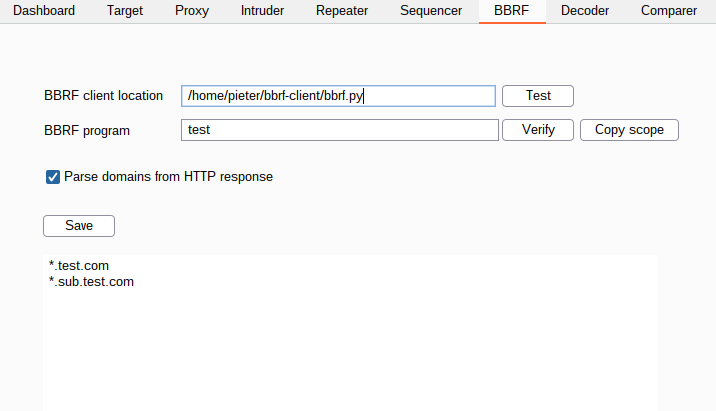 Dashboard Target Proxy Intruder Repeater Sequencer BBRF Decoder Comparer
BBRF client location /home/pieter/bbrf-client/bbrf.py Test
BBRF program test Verify Copy scope
Parse domains from HTTP response
Save
*.test.com
*.sub.test.com